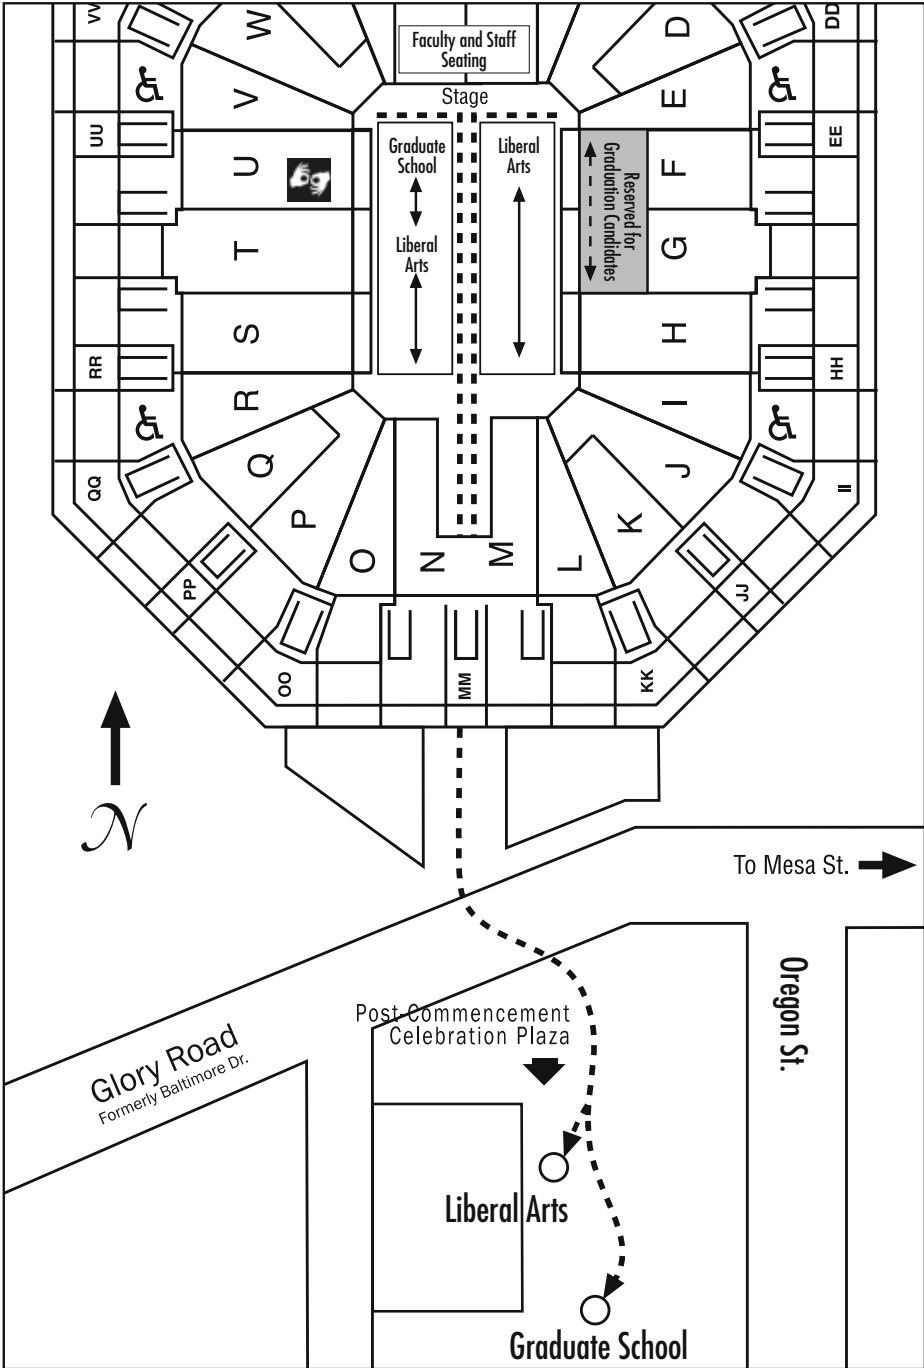 VV
W
Faculty and Staff
Seating
D
DD
V
Stage
E
UU
Graduate
School
Liberal
Arts
EE
U
F
Reserved for
Graduation Candidates
T
Liberal
Arts
G
S
H
RR
HH
R
I
QQ
Q
J
II
P
K
O
N
M
L
PP
JJ
OO
MM
KK
N
To Mesa St.
Oregon St.
Post-Commencement
Celebration Plaza
Glory Road
Formerly Baltimore Dr.
Liberal Arts
Graduate School